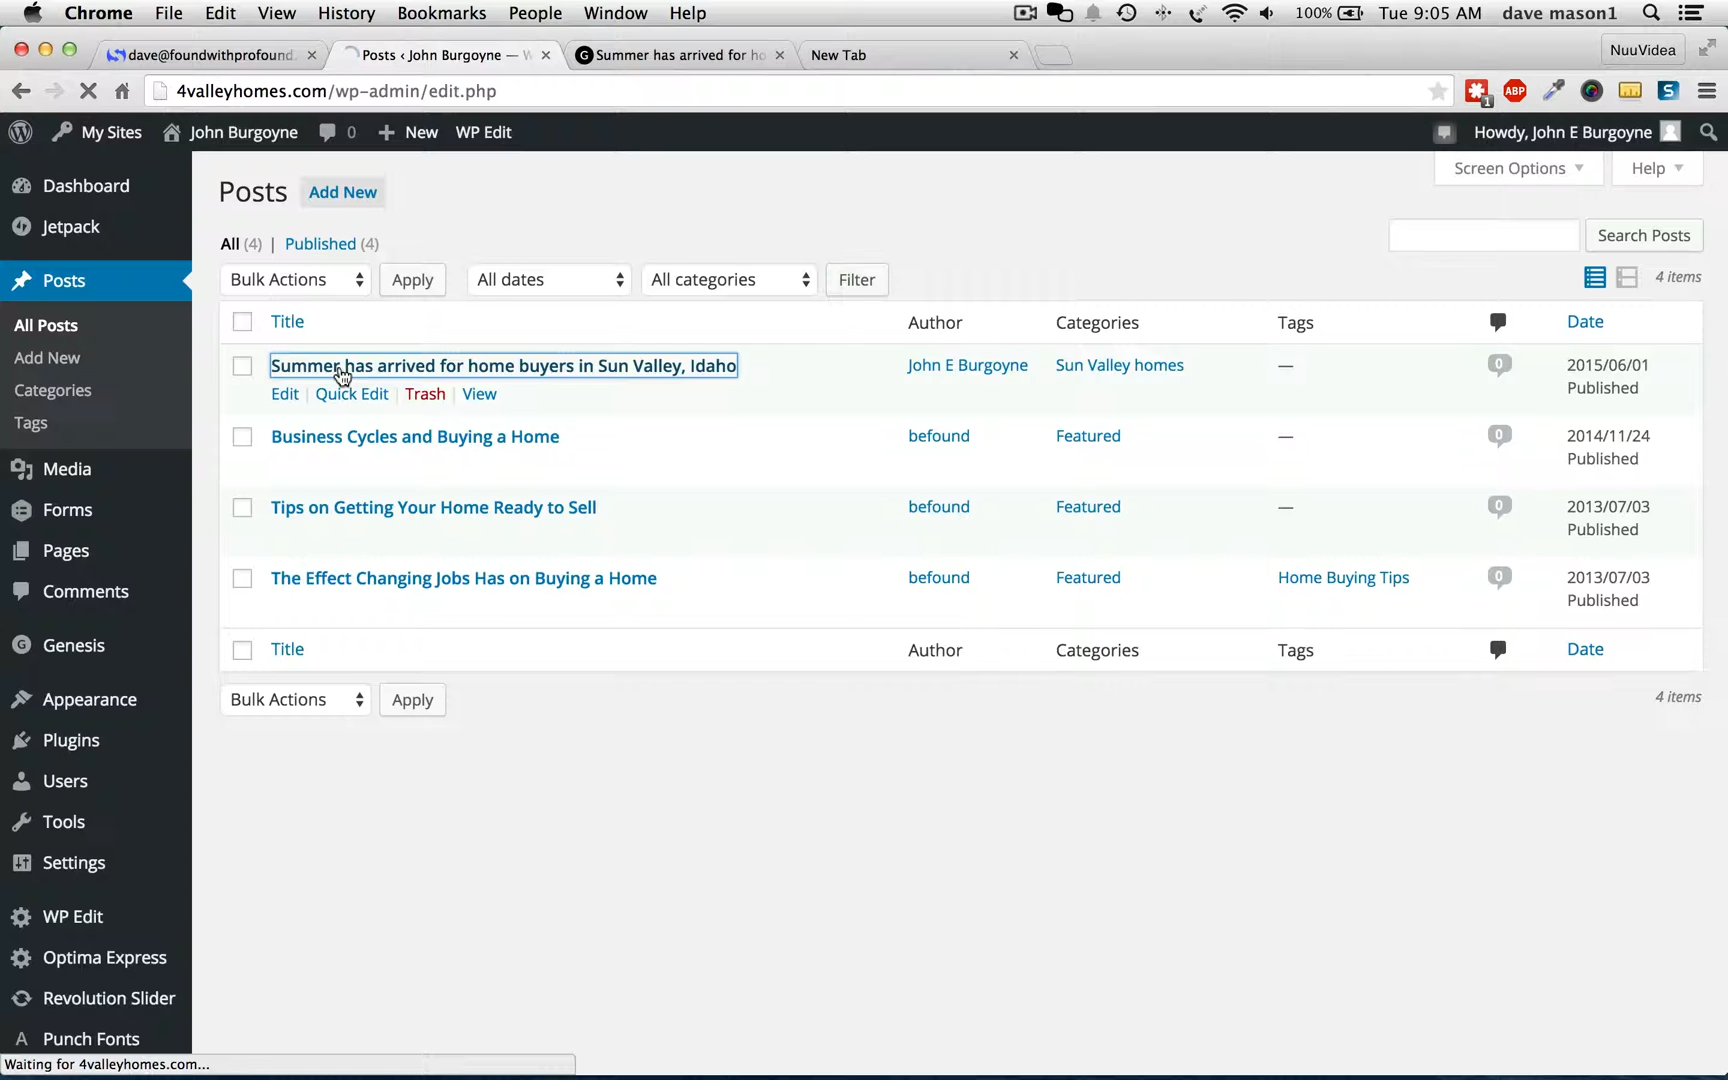 Chrome File Edit View History Bookmarks People Window Help 100% Tue 9:05 AM dave mason1
dave@foundwithprofound. Posts ‹ John Burgoyne — W Summer has arrived for ho New Tab NuuVidea
4valleyhomes.com/wp-admin/edit.php 1 ABP S
My Sites John Burgoyne 0 + New WP Edit Howdy, John E Burgoyne
Screen Options Help
Dashboard
Jetpack
Posts
All Posts
Add New
Categories
Tags
Media
Forms
Pages
Comments
Genesis
Appearance
Plugins
Users
Tools
Settings
WP Edit
Optima Express
Revolution Slider
Punch Fonts
Posts Add New
All (4) | Published (4)
Search Posts
Bulk Actions Apply All dates All categories Filter 4 items
Title Author Categories Tags Date
Summer has arrived for home buyers in Sun Valley, Idaho John E Burgoyne Sun Valley homes — 0 2015/06/01
Published
Edit | Quick Edit | Trash | View
Business Cycles and Buying a Home befound Featured — 0 2014/11/24
Published
Tips on Getting Your Home Ready to Sell befound Featured — 0 2013/07/03
Published
The Effect Changing Jobs Has on Buying a Home befound Featured Home Buying Tips 0 2013/07/03
Published
Title Author Categories Tags Date
Bulk Actions Apply 4 items
Waiting for 4valleyhomes.com...